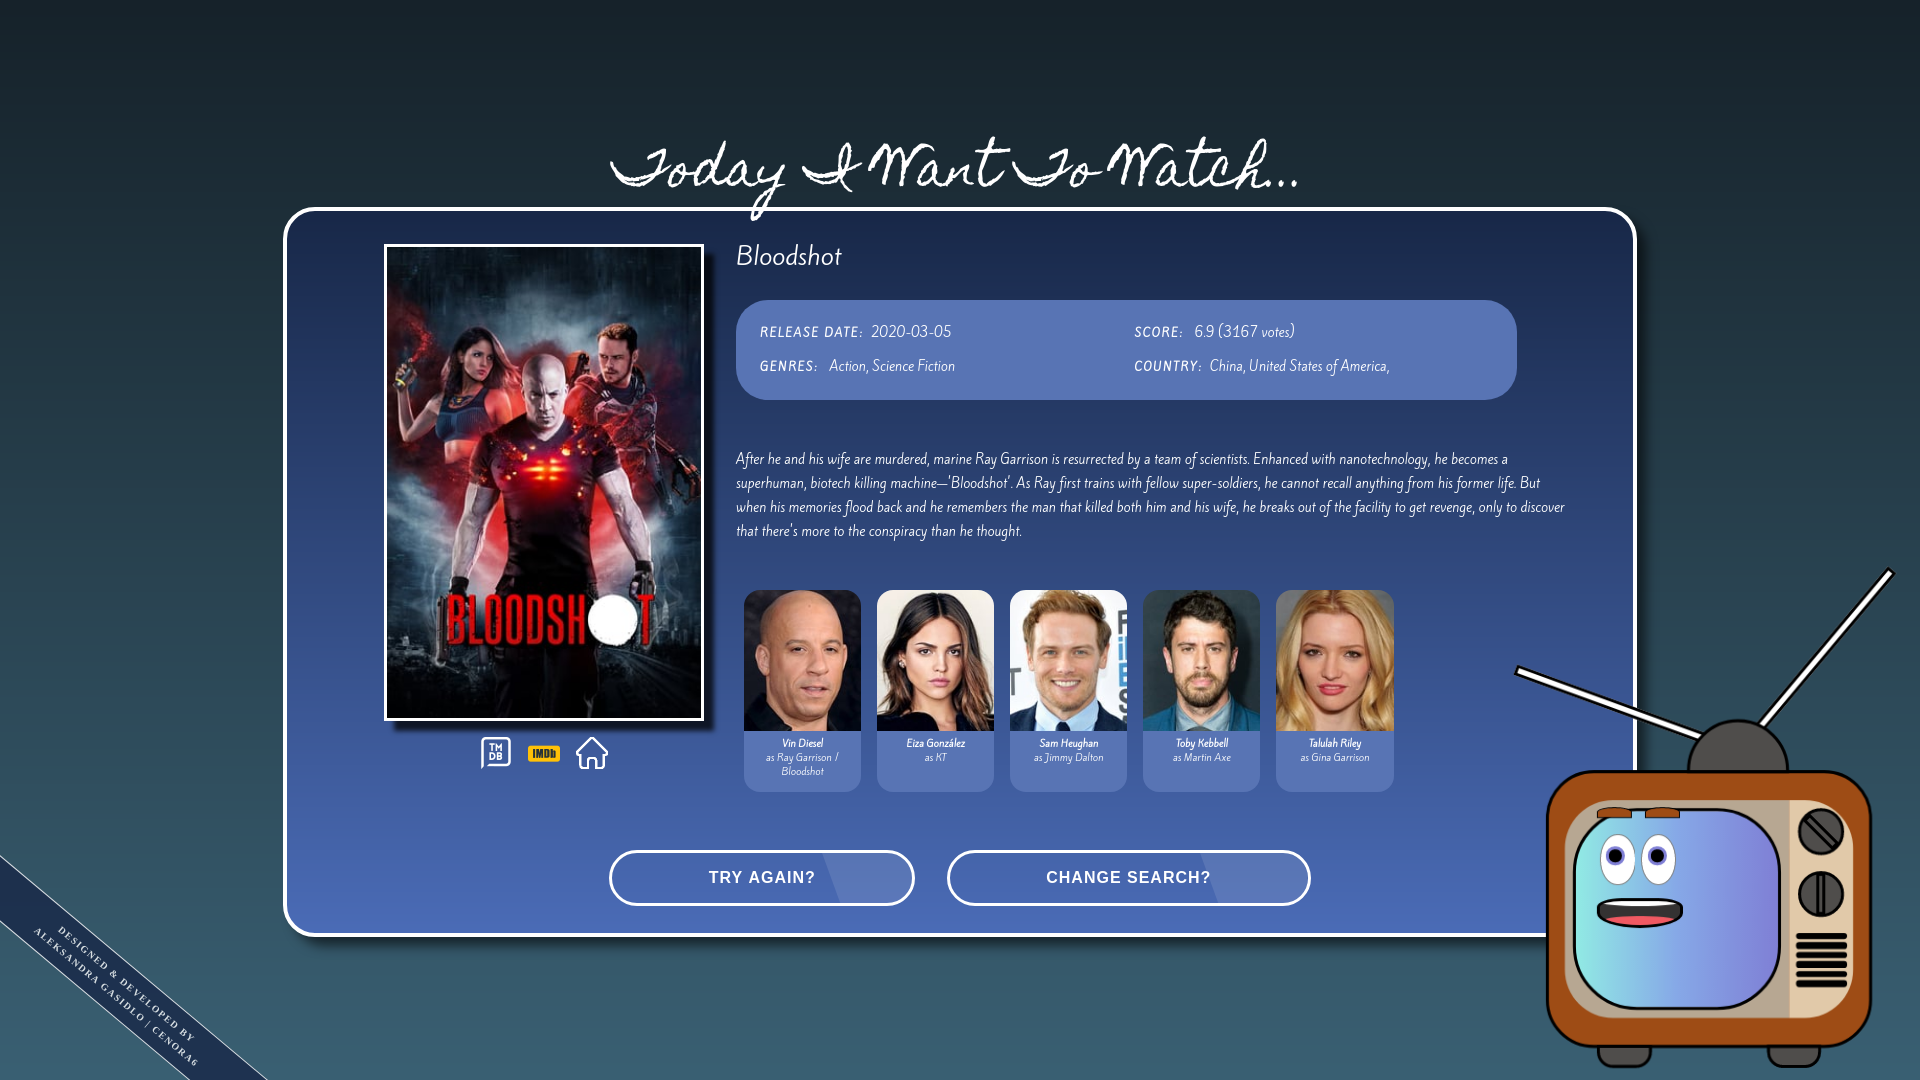 Today I Want To Watch...
Bloodshot
RELEASE DATE: 2020-03-05
SCORE: 6.9 (3167 votes)
GENRES: Action, Science Fiction
COUNTRY: China, United States of America,
After he and his wife are murdered, marine Ray Garrison is resurrected by a team of scientists. Enhanced with nanotechnology, he becomes a
superhuman, biotech killing machine—'Bloodshot'. As Ray first trains with fellow super-soldiers, he cannot recall anything from his former life. But
when his memories flood back and he remembers the man that killed both him and his wife, he breaks out of the facility to get revenge, only to discover
that there's more to the conspiracy than he thought.
BLOODSHOT
TM
DB
IMDb
Vin Diesel
as Ray Garrison /
Bloodshot
Eiza González
as KT
Sam Heughan
as Jimmy Dalton
Toby Kebbell
as Martin Axe
Talulah Riley
as Gina Garrison
TRY AGAIN?
CHANGE SEARCH?
DESIGNED & DEVELOPED BY
ALEKSANDRA GASIDLO | CENORA6